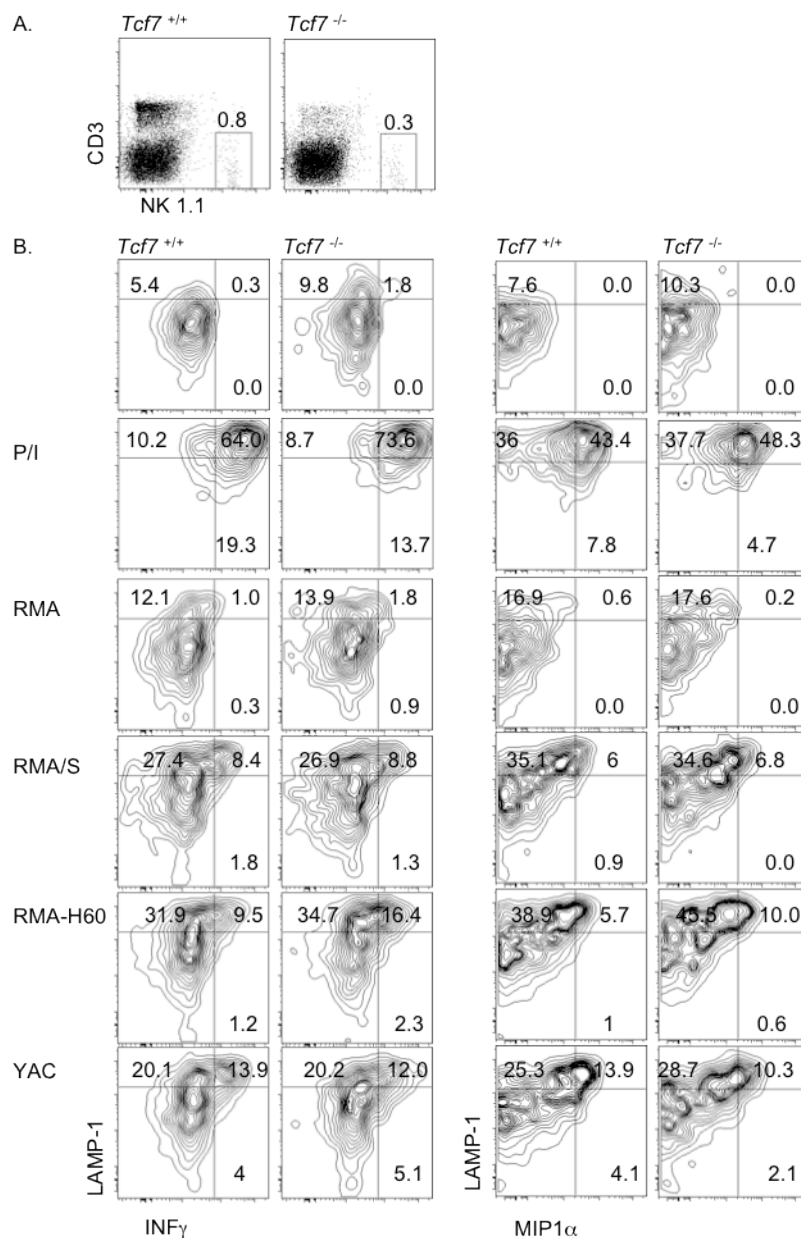 A. Tcf7 +/+ Tcf7 -/-
0.8 0.3
CD3
NK 1.1
B. Tcf7 +/+ Tcf7 -/- Tcf7 +/+ Tcf7 -/-
5.4 0.3 9.8 1.8 7.6 0.0 10.3 0.0
0.0 0.0 0.0 0.0
P/I 10.2 64.0 8.7 73.6 36 43.4 37.7 48.3
19.3 13.7 7.8 4.7
RMA 12.1 1.0 13.9 1.8 16.9 0.6 17.6 0.2
0.3 0.9 0.0 0.0
RMA/S 27.4 8.4 26.9 8.8 35.1 6 34.6 6.8
1.8 1.3 0.9 0.0
RMA-H60 31.9 9.5 34.7 16.4 38.9 5.7 45.5 10.0
1.2 2.3 1 0.6
YAC 20.1 13.9 20.2 12.0 25.3 13.9 28.7 10.3
4 5.1 4.1 2.1
LAMP-1 LAMP-1
INFγ MIP1α